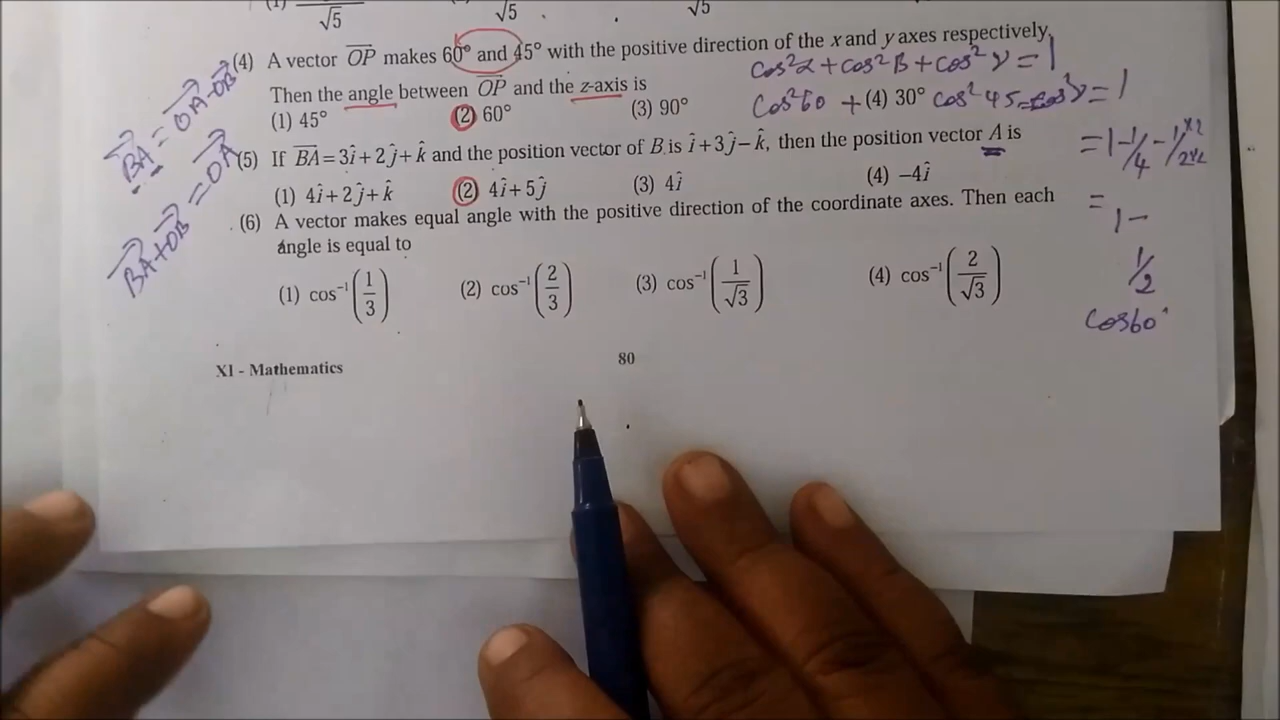 √5 √5 √5
(4) A vector OP makes 60° and 45° with the positive direction of the x and y axes respectively.
Then the angle between OP and the z-axis is
(1) 45° (2) 60° (3) 90° (4) 30°
(5) If BA = 3î + 2ĵ + k̂ and the position vector of B is î + 3ĵ − k̂, then the position vector A is
(1) 4î + 2ĵ + k̂ (2) 4î + 5ĵ (3) 4î (4) −4î
(6) A vector makes equal angle with the positive direction of the coordinate axes. Then each
angle is equal to
(1) cos⁻¹(1/3) (2) cos⁻¹(2/3) (3) cos⁻¹(1/√3) (4) cos⁻¹(2/√3)
XI - Mathematics 80
BA = OA - OB
BA + OB = OA
cos²α + cos²β + cos²γ = 1
cos²60 + cos²45 = cos²γ = 1
= 1 - 1/4 - 1/2 ×2
= 1 -
1/2
cos60°